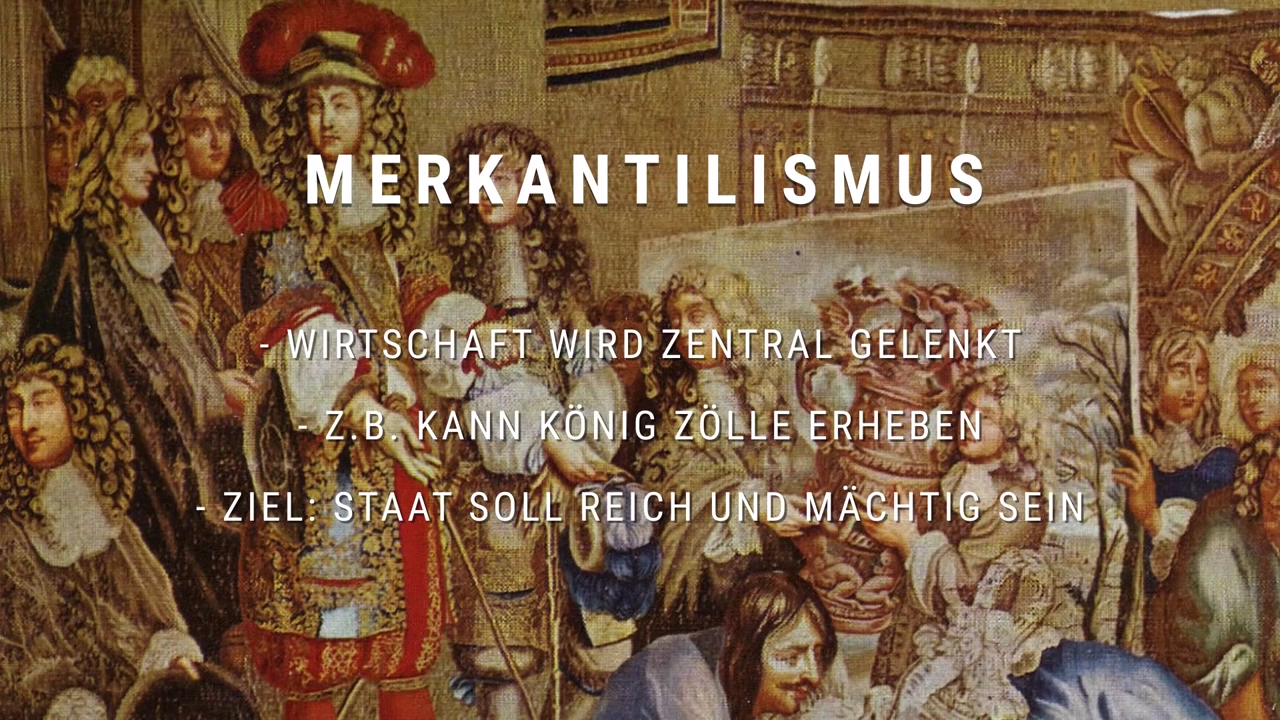 MERKANTILISMUS
- WIRTSCHAFT WIRD ZENTRAL GELENKT
- Z.B. KANN KÖNIG ZÖLLE ERHEBEN
- ZIEL: STAAT SOLL REICH UND MÄCHTIG SEIN